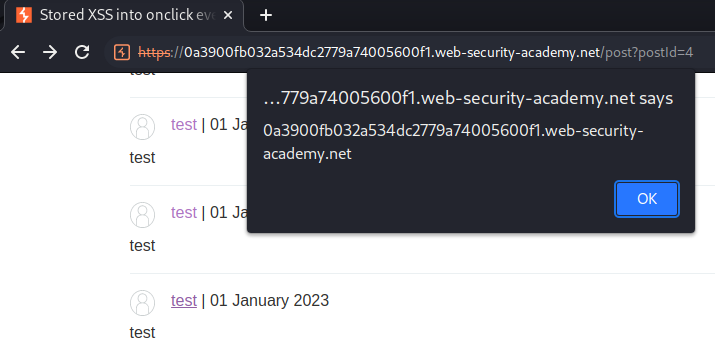 Stored XSS into onclick eve
https://0a3900fb032a534dc2779a74005600f1.web-security-academy.net/post?postId=4
test
…779a74005600f1.web-security-academy.net says
0a3900fb032a534dc2779a74005600f1.web-security-
academy.net
OK
test | 01 Ja
test
test | 01 Ja
test
test | 01 January 2023
test